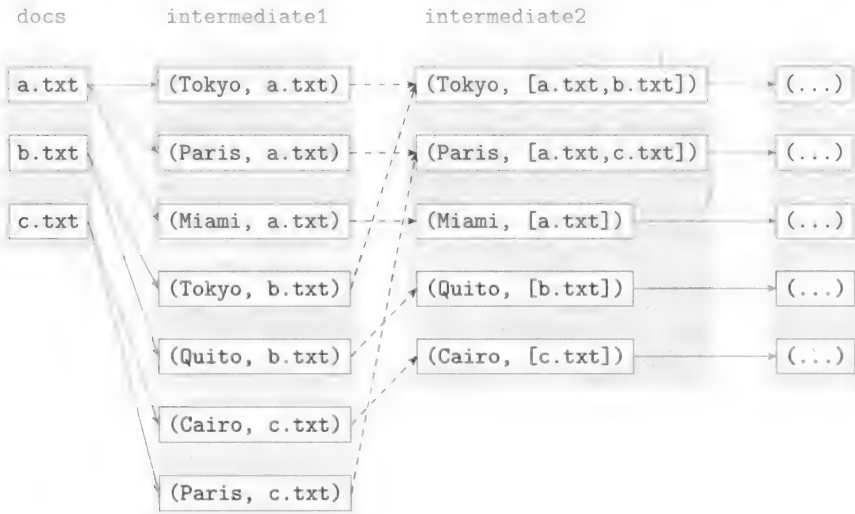 docs intermediate1 intermediate2
a.txt (Tokyo, a.txt) (Tokyo, [a.txt,b.txt]) (...)
b.txt (Paris, a.txt) (Paris, [a.txt,c.txt]) (...)
c.txt (Miami, a.txt) (Miami, [a.txt]) (...)
(Tokyo, b.txt) (Quito, [b.txt]) (...)
(Quito, b.txt) (Cairo, [c.txt]) (...)
(Cairo, c.txt)
(Paris, c.txt)